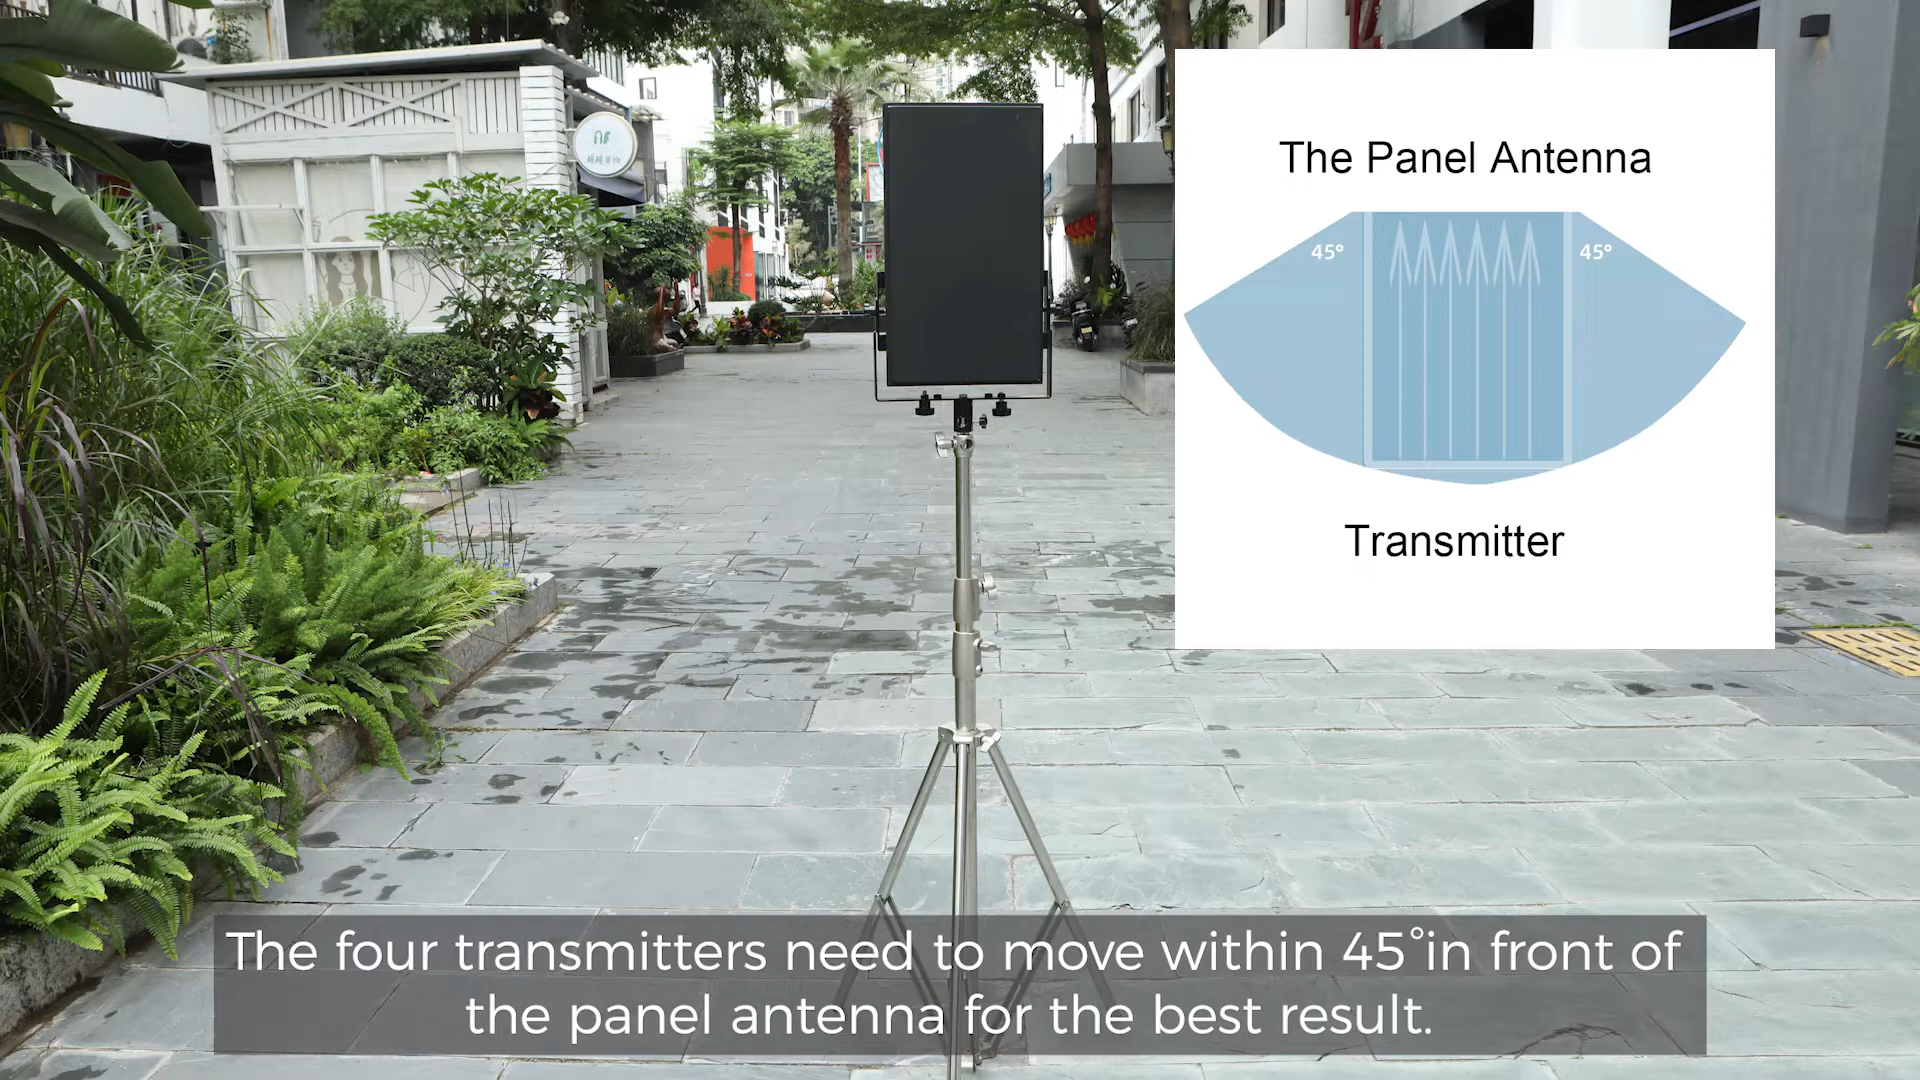 The Panel Antenna
45°
45°
Transmitter
The four transmitters need to move within 45°in front of
the panel antenna for the best result.